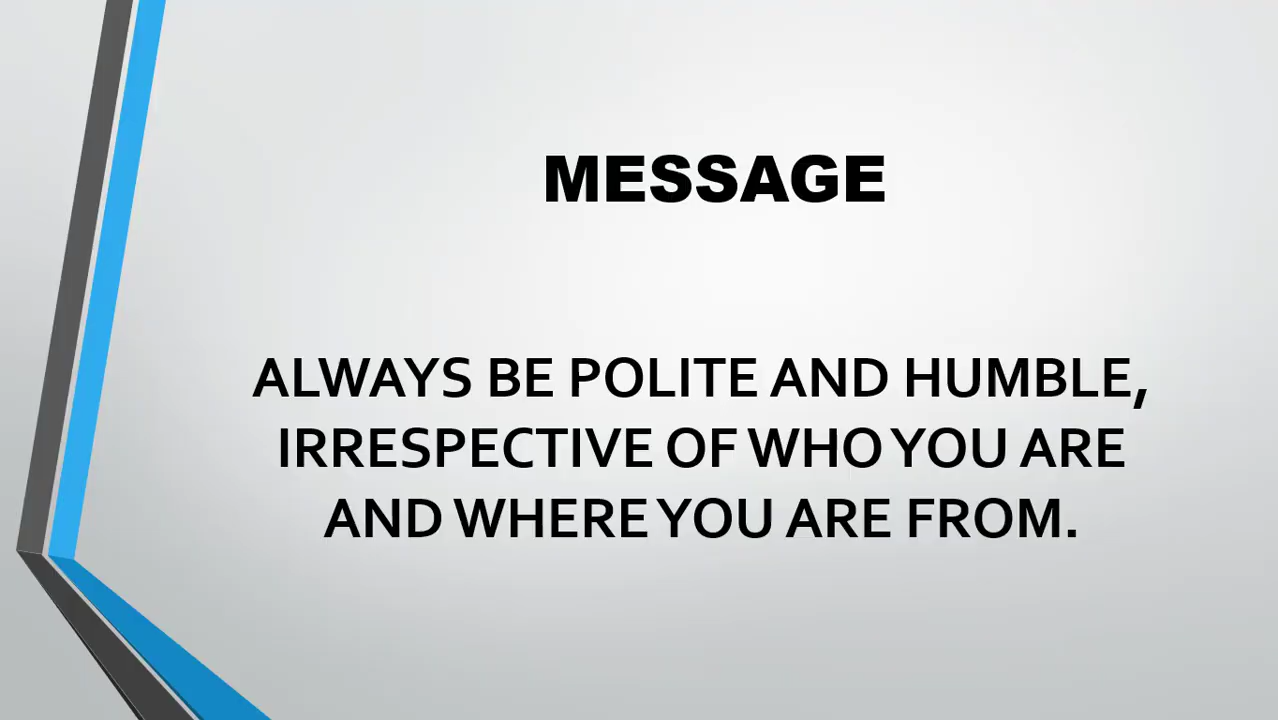 MESSAGE
ALWAYS BE POLITE AND HUMBLE,
IRRESPECTIVE OF WHO YOU ARE
AND WHERE YOU ARE FROM.